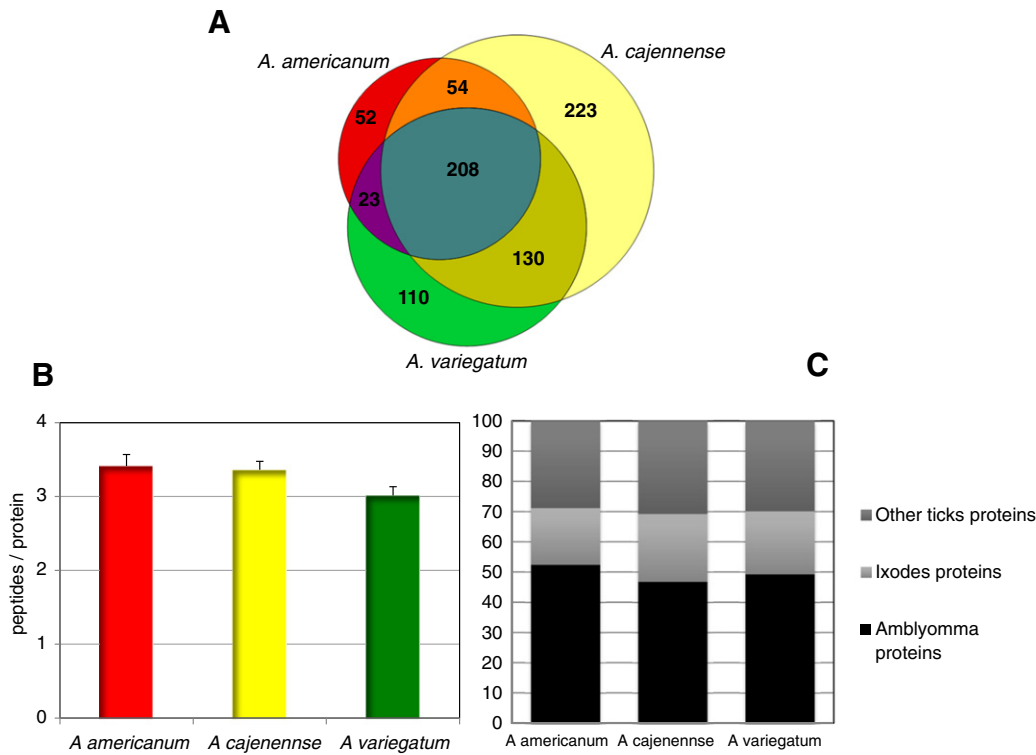 A
A. americanum
A. cajennense
54
52
223
208
23
130
110
A. variegatum
B
C
4
3
2
1
0
peptides / protein
A americanum
A cajenennse
A variegatum
100
90
80
70
60
50
40
30
20
10
0
A americanum
A cajenennse
A variegatum
Other ticks proteins
Ixodes proteins
Amblyomma
proteins